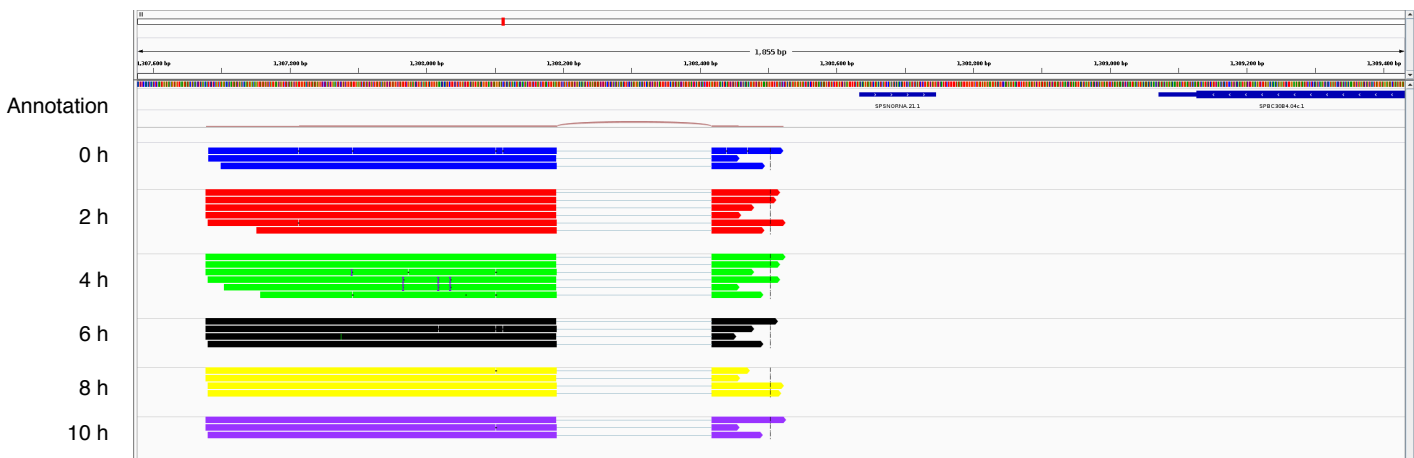 II
1,055 bp
1,307,600 bp 1,307,800 bp 1,308,000 bp 1,308,200 bp 1,308,400 bp 1,308,600 bp 1,308,800 bp 1,309,000 bp 1,309,200 bp 1,309,400 bp
Annotation
SPSNORNA.21.1 SPBC30B4.04c.1
0 h
2 h
4 h
6 h
8 h
10 h